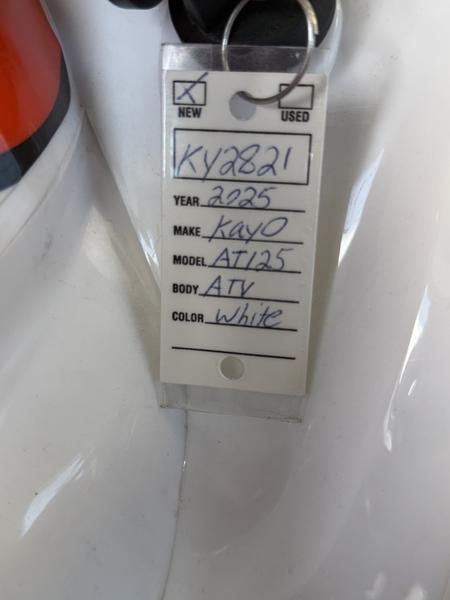 X
NEW USED
KY2821
YEAR 2025
MAKE KayO
MODEL AT125
BODY ATV
COLOR White